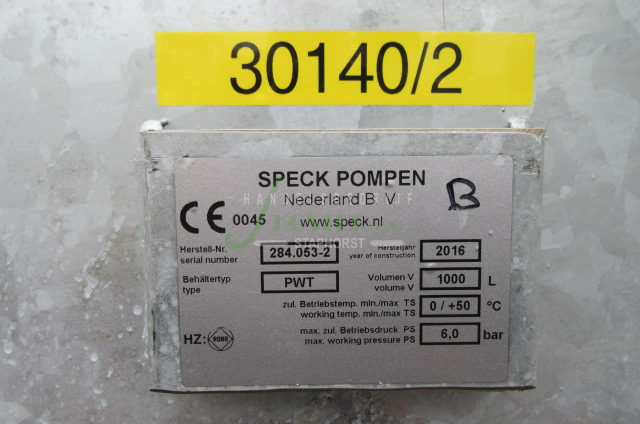 30140/2
SPECK POMPEN
Nederland B. V.
www.speck.nl
B
CE 0045
Herstell-Nr. 284.053-2 Herstelljahr 2016
serial number year of construction
Behältertyp PWT Volumen V 1000 L
type volume V
zul. Betriebstemp. min./max TS 0 / +50 °C
working temp. min./max TS
max. zul. Betriebsdruck PS 6,0 bar
max. working pressure PS
HZ: ROBO
STAPHORST